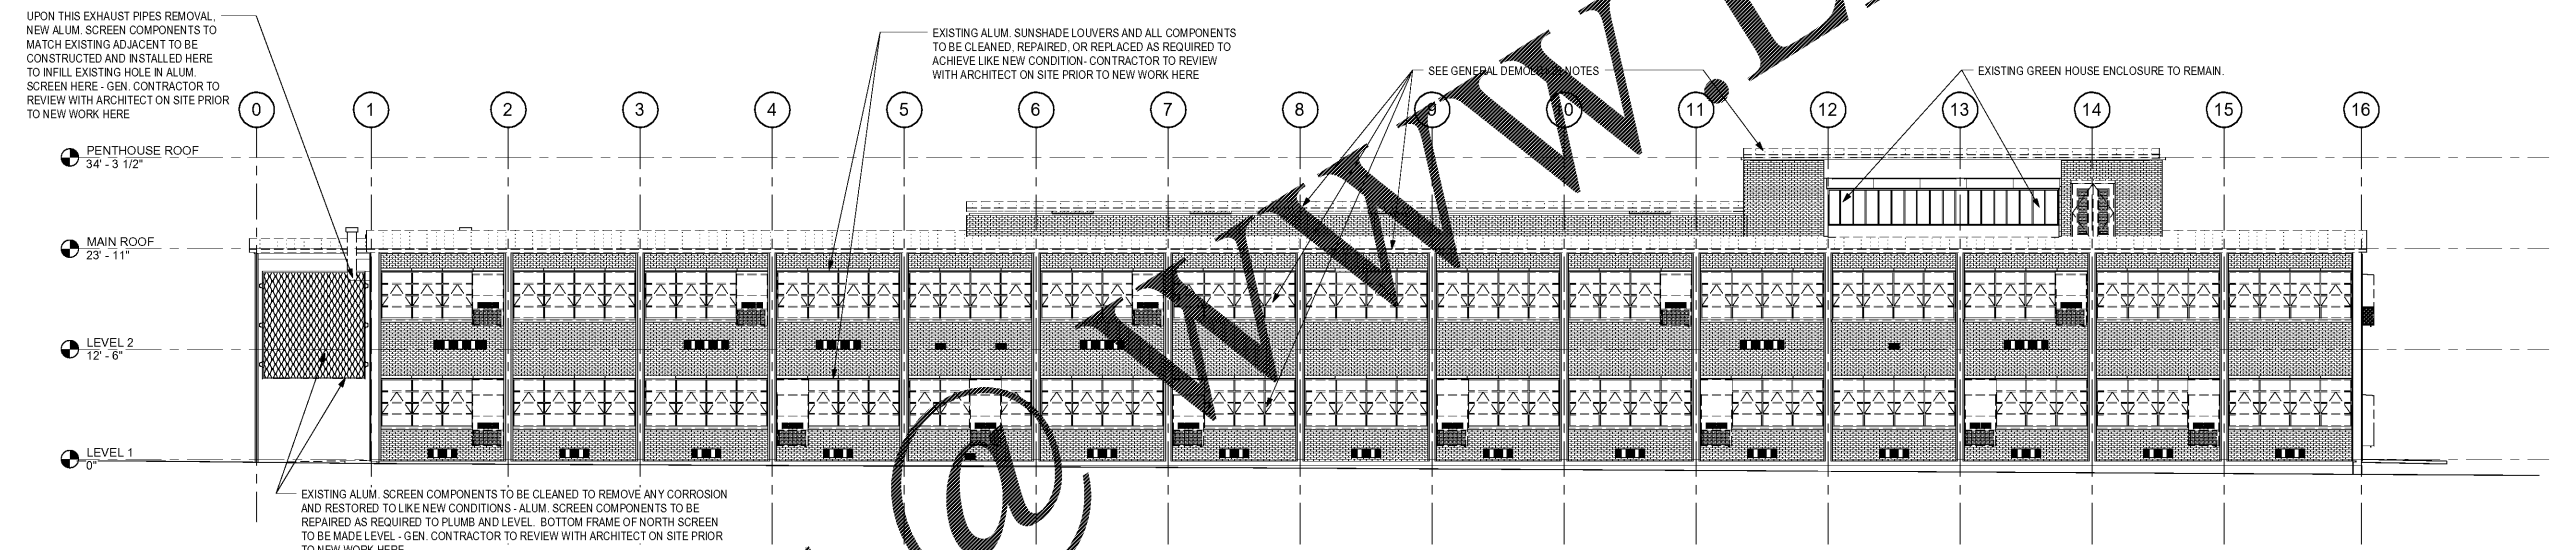 UPON THIS EXHAUST PIPES REMOVAL,
NEW ALUM. SCREEN COMPONENTS TO
MATCH EXISTING ADJACENT TO BE
CONSTRUCTED AND INSTALLED HERE
TO INFILL EXISTING HOLE IN ALUM.
SCREEN HERE - GEN. CONTRACTOR TO
REVIEW WITH ARCHITECT ON SITE PRIOR
TO NEW WORK HERE
EXISTING ALUM. SUNSHADE LOUVERS AND ALL COMPONENTS
TO BE CLEANED, REPAIRED, OR REPLACED AS REQUIRED TO
ACHIEVE LIKE NEW CONDITION- CONTRACTOR TO REVIEW
WITH ARCHITECT ON SITE PRIOR TO NEW WORK HERE
SEE GENERAL DEMOLITION NOTES
EXISTING GREEN HOUSE ENCLOSURE TO REMAIN.
0 1 2 3 4 5 6 7 8 9 10 11 12 13 14 15 16
PENTHOUSE ROOF
34' - 3 1/2"
MAIN ROOF
23' - 11"
LEVEL 2
12' - 6"
LEVEL 1
0"
EXISTING ALUM. SCREEN COMPONENTS TO BE CLEANED TO REMOVE ANY CORROSION
AND RESTORED TO LIKE NEW CONDITIONS - ALUM. SCREEN COMPONENTS TO BE
REPAIRED AS REQUIRED TO PLUMB AND LEVEL. BOTTOM FRAME OF NORTH SCREEN
TO BE MADE LEVEL - GEN. CONTRACTOR TO REVIEW WITH ARCHITECT ON SITE PRIOR
TO NEW WORK HERE
@ WWW.